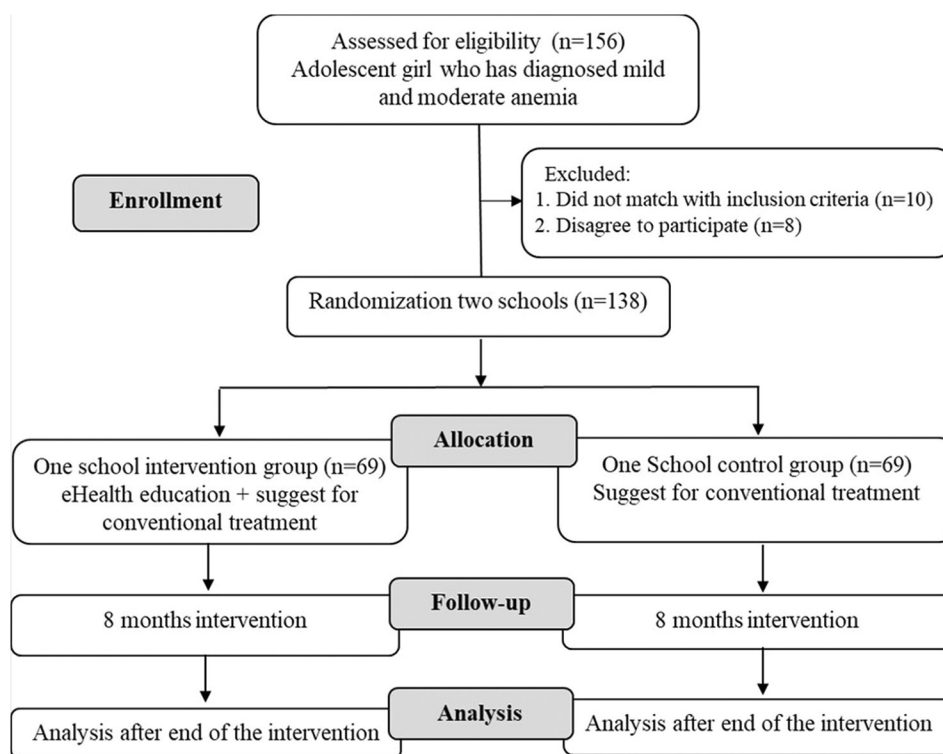 Assessed for eligibility (n=156)
Adolescent girl who has diagnosed mild
and moderate anemia
Enrollment
Excluded:
1. Did not match with inclusion criteria (n=10)
2. Disagree to participate (n=8)
Randomization two schools (n=138)
Allocation
One school intervention group (n=69)
eHealth education + suggest for
conventional treatment
One School control group (n=69)
Suggest for conventional treatment
Follow-up
8 months intervention
8 months intervention
Analysis
Analysis after end of the intervention
Analysis after end of the intervention